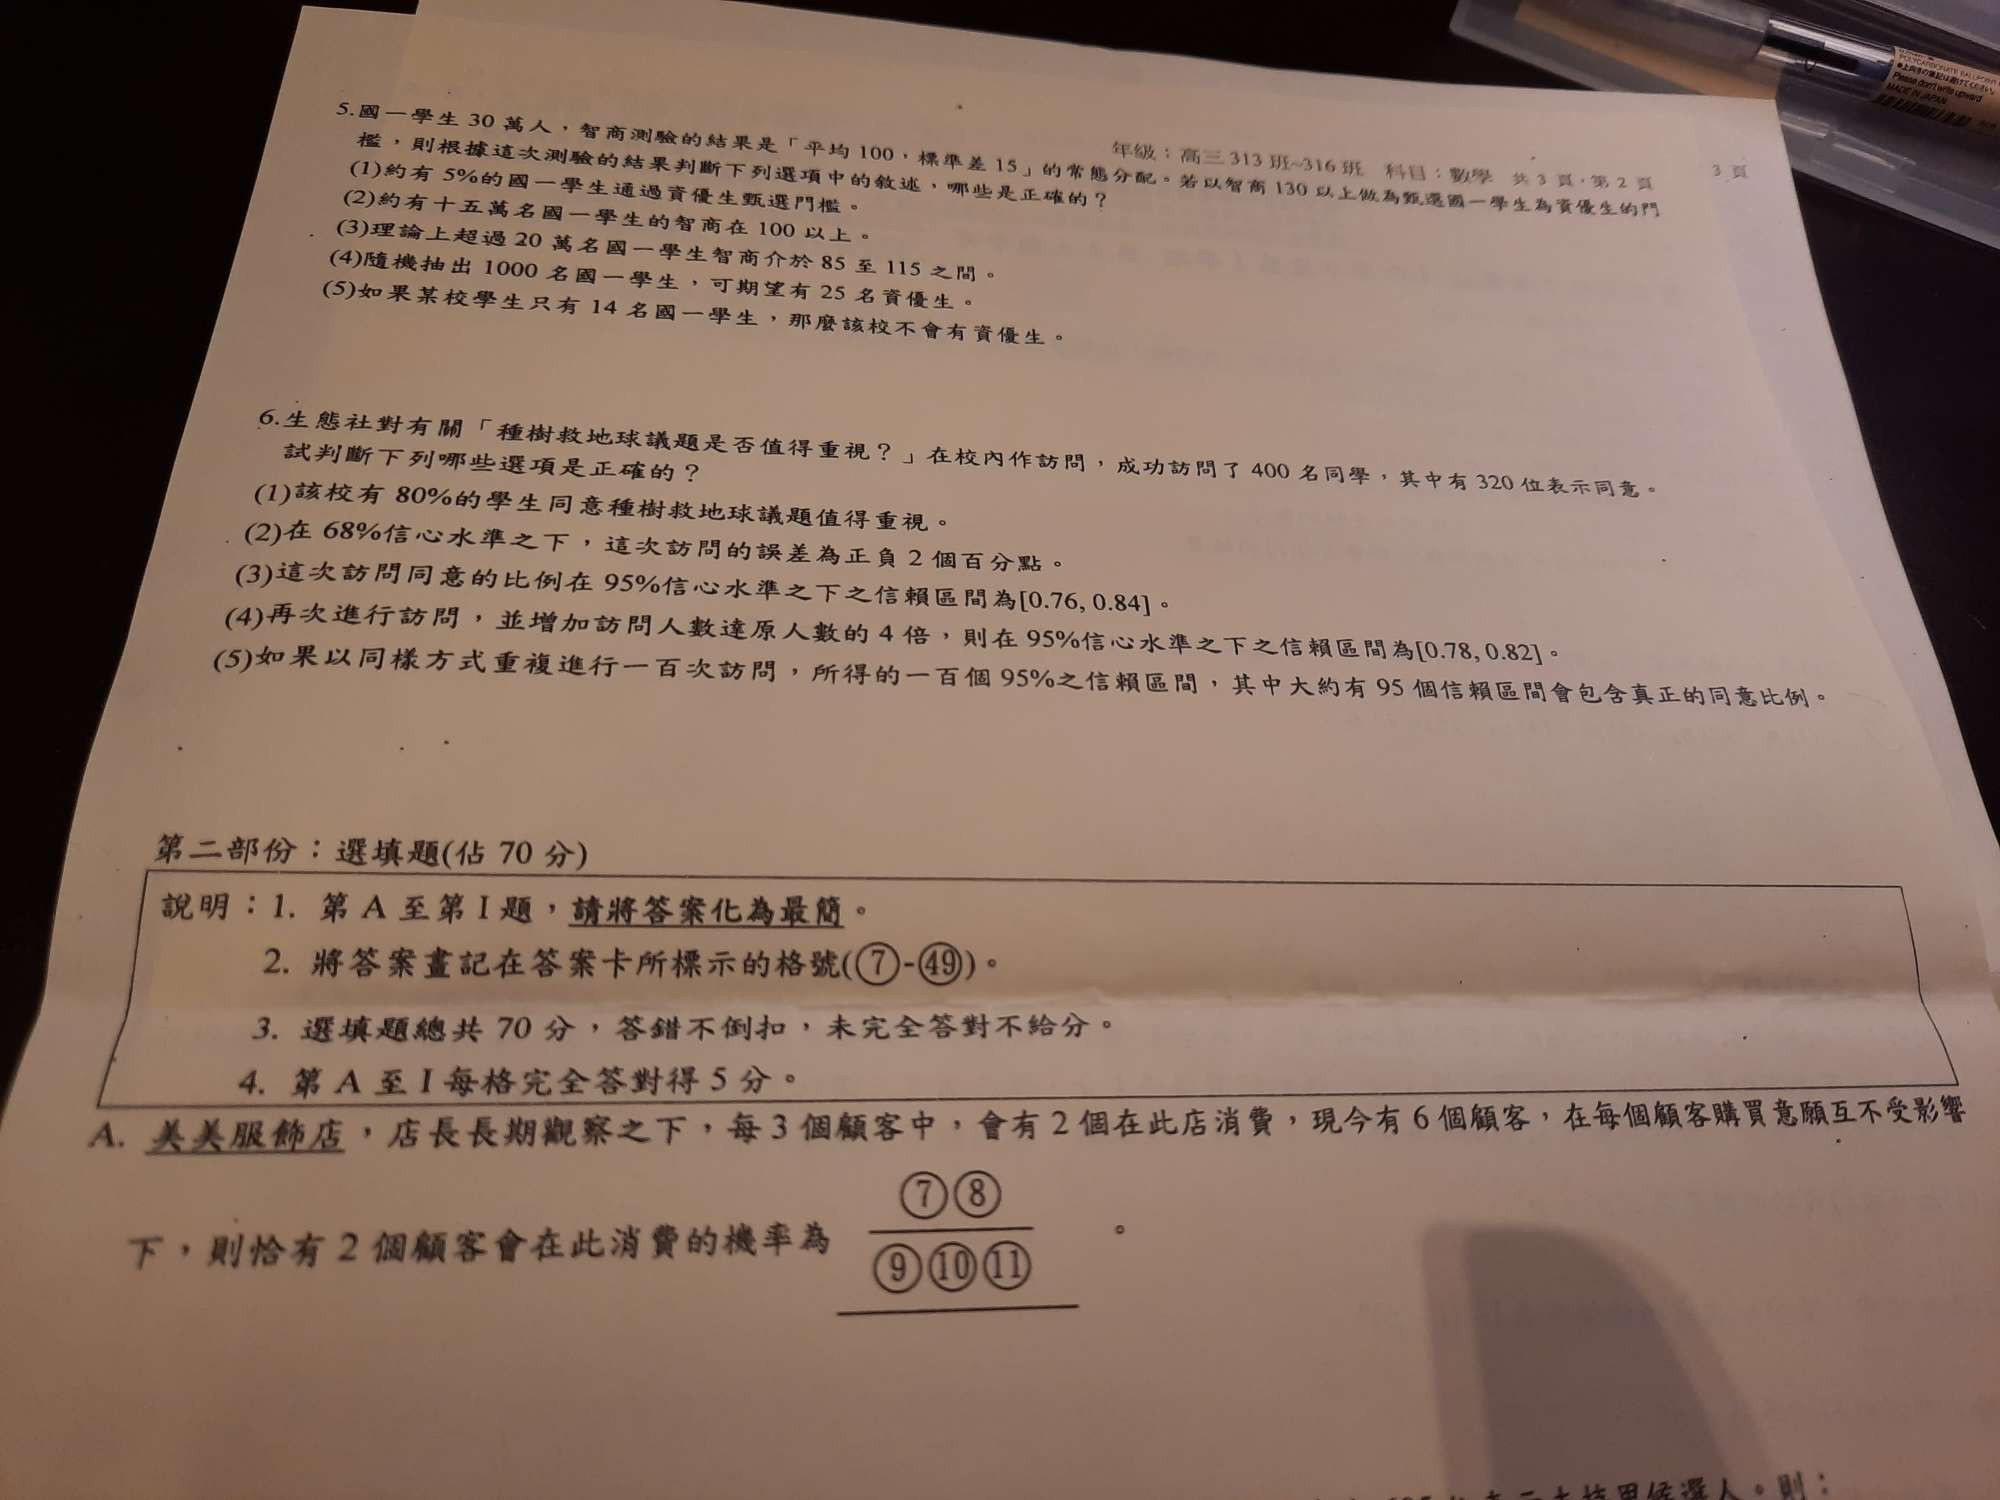 年級：高三 313 班~316 班 科目：數學 共 3 頁，第 2 頁 3 頁
5.國一學生 30 萬人，智商測驗的結果是「平均 100，標準差 15」的常態分配。若以智商 130 以上做為甄選國一學生為資優生的門
檻，則根據這次測驗的結果判斷下列選項中的敘述，哪些是正確的？
(1)約有 5%的國一學生通過資優生甄選門檻。
(2)約有十五萬名國一學生的智商在 100 以上。
(3)理論上超過 20 萬名國一學生智商介於 85 至 115 之間。
(4)隨機抽出 1000 名國一學生，可期望有 25 名資優生。
(5)如果某校學生只有 14 名國一學生，那麼該校不會有資優生。
6.生態社對有關「種樹救地球議題是否值得重視？」在校內作訪問，成功訪問了 400 名同學，其中有 320 位表示同意。
試判斷下列哪些選項是正確的？
(1)該校有 80%的學生同意種樹救地球議題值得重視。
(2)在 68%信心水準之下，這次訪問的誤差為正負 2 個百分點。
(3)這次訪問同意的比例在 95%信心水準之下之信賴區間為[0.76, 0.84]。
(4)再次進行訪問，並增加訪問人數達原人數的 4 倍，則在 95%信心水準之下之信賴區間為[0.78, 0.82]。
(5)如果以同樣方式重複進行一百次訪問，所得的一百個 95%之信賴區間，其中大約有 95 個信賴區間會包含真正的同意比例。
第二部份：選填題(佔 70 分)
說明：1. 第 A 至第 I 題，請將答案化為最簡。
2. 將答案畫記在答案卡所標示的格號(⑦-㊾)。
3. 選填題總共 70 分，答錯不倒扣，未完全答對不給分。
4. 第 A 至 I 每格完全答對得 5 分。
A. 美美服飾店，店長長期觀察之下，每 3 個顧客中，會有 2 個在此店消費，現今有 6 個顧客，在每個顧客購買意願互不受影響
⑦⑧
下，則恰有 2 個顧客會在此消費的機率為 。
⑨⑩⑪
候選人。則：
POLYCARBONATE BALLPOINT
Please don't write upward
MADE IN JAPAN